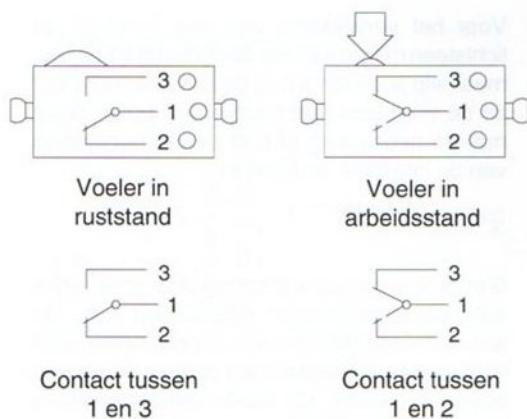 3
1
2
3
1
2
Voeler in
ruststand
Voeler in
arbeidsstand
3
1
2
3
1
2
Contact tussen
1 en 3
Contact tussen
1 en 2